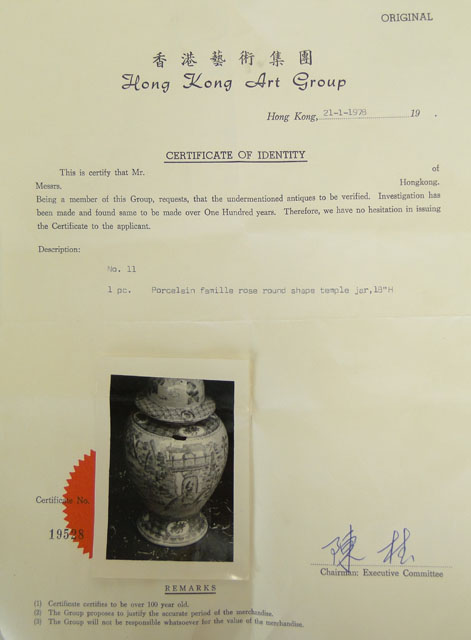 ORIGINAL
香港藝術集團
Hong Kong Art Group
Hong Kong, 21-1-1978 19 .
CERTIFICATE OF IDENTITY
This is certify that Mr. of
Messrs. Hongkong.
Being a member of this Group, requests, that the undermentioned antiques to be verified. Investigation has
been made and found same to be made over One Hundred years. Therefore, we have no hesitation in issuing
the Certificate to the applicant.
Description:
No. 11
1 pc. Porcelain famille rose round shape temple jar,18"H
Certificate No.
19528
陳桂
Chairman: Executive Committee
REMARKS
(1) Certificate certifies to be over 100 year old.
(2) The Group proposes to justify the accurate period of the merchandise.
(3) The Group will not be responsible whatsoever for the value of the merchandise.